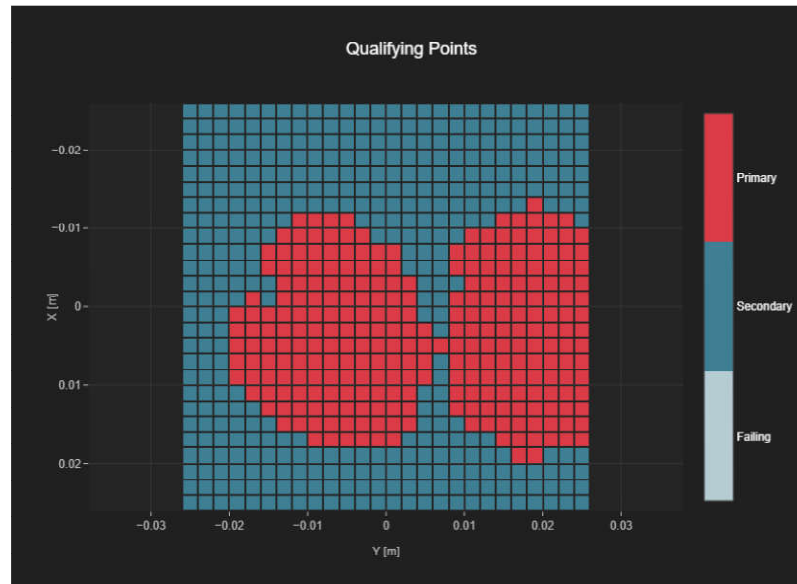 Qualifying Points
−0.02
−0.01
0
0.01
0.02
X [m]
−0.03
−0.02
−0.01
0
0.01
0.02
0.03
Y [m]
Primary
Secondary
Failing